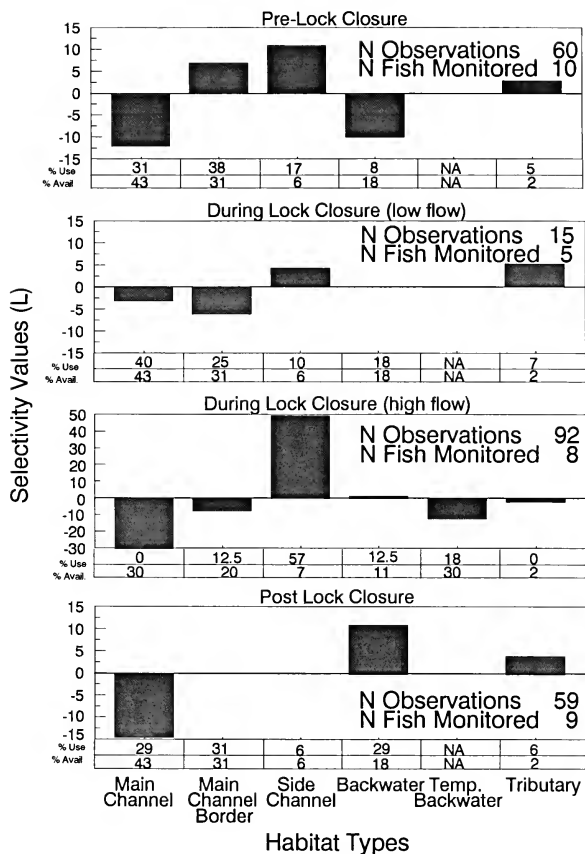 Pre-Lock Closure
15
10
5
0
-5
-10
15
N Observations 60
N Fish Monitored 10
% Use 31 38 17 8 NA 5
% Avail 43 31 6 18 NA 2
During Lock Closure (low flow)
15
10
5
0
-5
-10
-15
N Observations 15
N Fish Monitored 5
% Use 40 25 10 18 NA 7
% Avail. 43 31 6 18 NA 2
During Lock Closure (high flow)
50
40
30
20
10
0
-10
-20
-30
N Observations 92
N Fish Monitored 8
% Use 0 12.5 57 12.5 18 0
% Avail. 30 20 7 11 30 2
Post Lock Closure
15
10
5
0
-5
-10
-15
N Observations 59
N Fish Monitored 9
% Use 29 31 6 29 NA 6
% Avail. 43 31 6 18 NA 2
Main Channel
Main Channel Border
Side Channel
Backwater
Temp. Backwater
Tributary
Habitat Types
Selectivity Values (L)